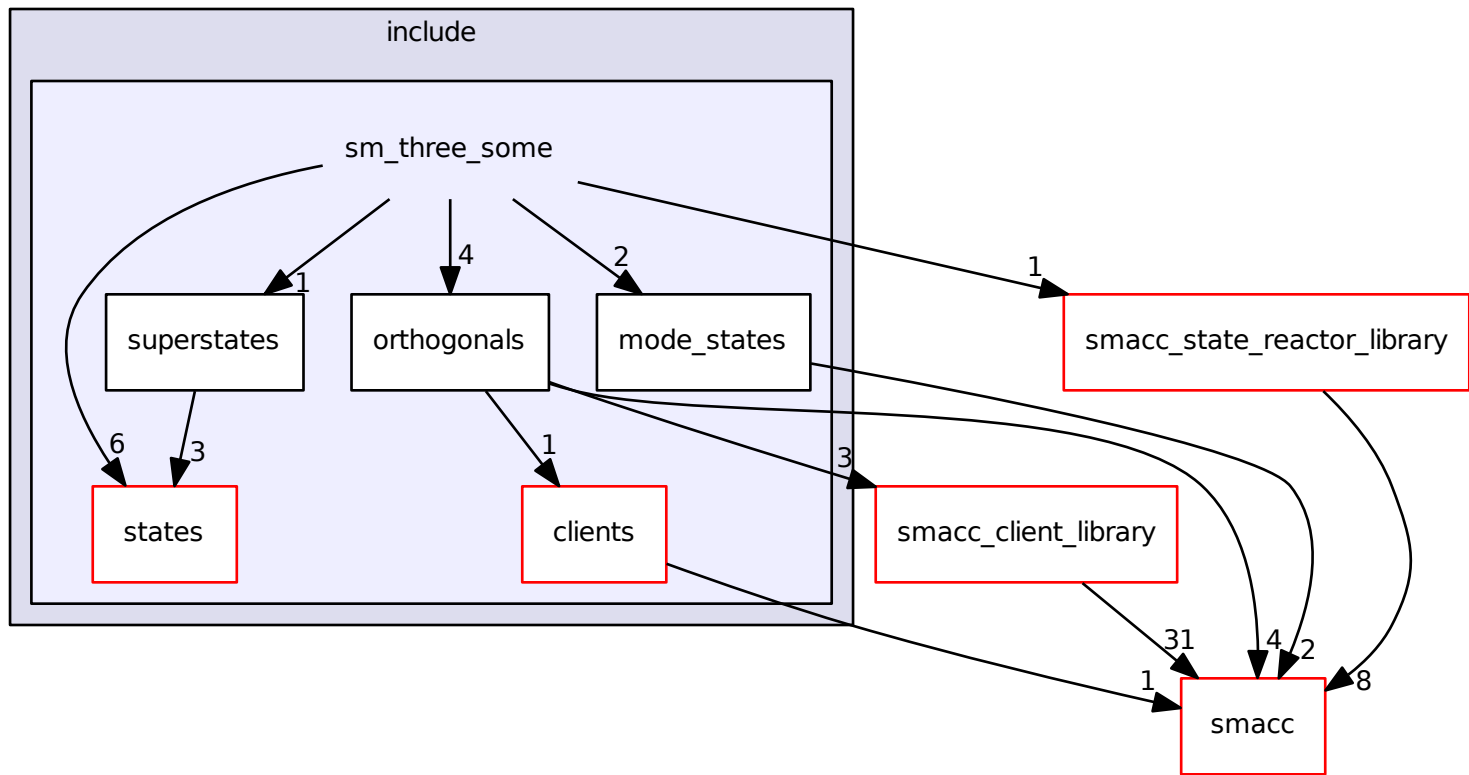 include
sm_three_some
1
4
2
1
superstates
orthogonals
mode_states
smacc_state_reactor_library
6
3
1
3
states
clients
smacc_client_library
31
4
2
1
8
smacc